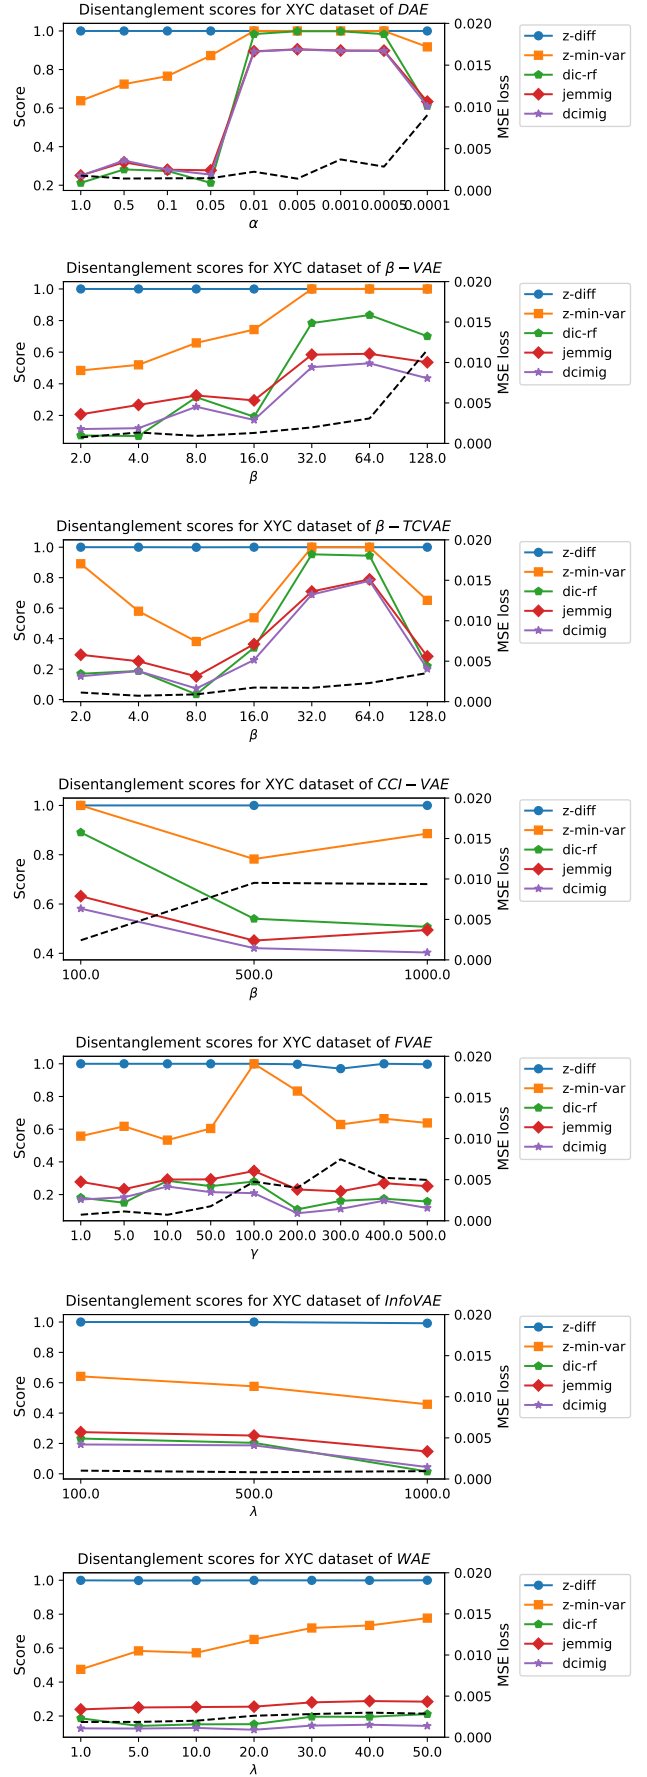 Disentanglement scores for XYC dataset of DAE
1.0
0.8
0.6
0.4
0.2
Score
0.020
0.015
0.010
0.005
0.000
MSE loss
1.0 0.5 0.1 0.05 0.01 0.005 0.001 0.0005 0.0001
α
z-diff
z-min-var
dic-rf
jemmig
dcimig
Disentanglement scores for XYC dataset of β − VAE
1.0
0.8
0.6
0.4
0.2
Score
0.020
0.015
0.010
0.005
0.000
MSE loss
2.0 4.0 8.0 16.0 32.0 64.0 128.0
β
z-diff
z-min-var
dic-rf
jemmig
dcimig
Disentanglement scores for XYC dataset of β − TCVAE
1.0
0.8
0.6
0.4
0.2
0.0
Score
0.020
0.015
0.010
0.005
0.000
MSE loss
2.0 4.0 8.0 16.0 32.0 64.0 128.0
β
z-diff
z-min-var
dic-rf
jemmig
dcimig
Disentanglement scores for XYC dataset of CCI − VAE
1.0
0.8
0.6
0.4
Score
0.020
0.015
0.010
0.005
0.000
MSE loss
100.0 500.0 1000.0
β
z-diff
z-min-var
dic-rf
jemmig
dcimig
Disentanglement scores for XYC dataset of FVAE
1.0
0.8
0.6
0.4
0.2
Score
0.020
0.015
0.010
0.005
0.000
MSE loss
1.0 5.0 10.0 50.0 100.0 200.0 300.0 400.0 500.0
γ
z-diff
z-min-var
dic-rf
jemmig
dcimig
Disentanglement scores for XYC dataset of InfoVAE
1.0
0.8
0.6
0.4
0.2
0.0
Score
0.020
0.015
0.010
0.005
0.000
MSE loss
100.0 500.0 1000.0
λ
z-diff
z-min-var
dic-rf
jemmig
dcimig
Disentanglement scores for XYC dataset of WAE
1.0
0.8
0.6
0.4
0.2
Score
0.020
0.015
0.010
0.005
0.000
MSE loss
1.0 5.0 10.0 20.0 30.0 40.0 50.0
λ
z-diff
z-min-var
dic-rf
jemmig
dcimig